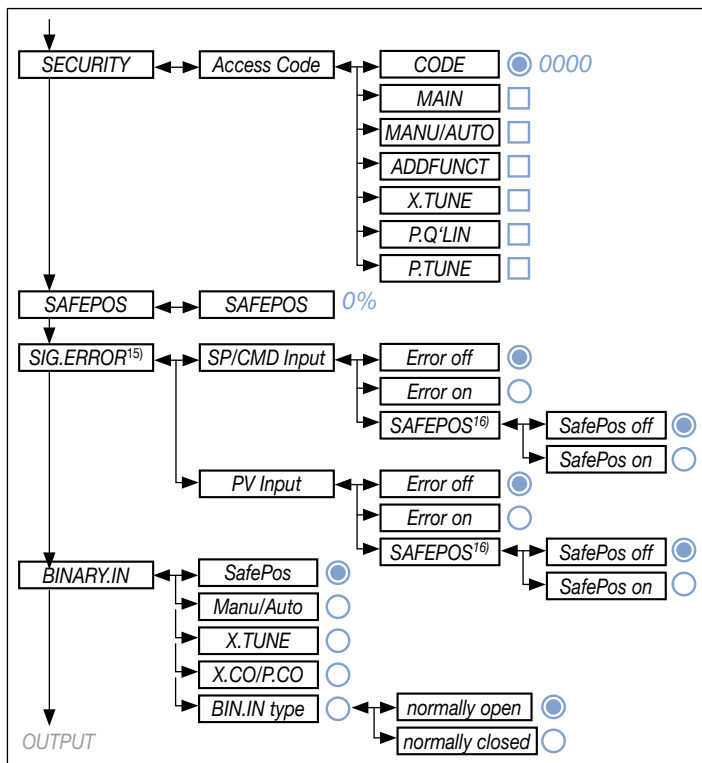 SECURITY Access Code CODE 0000
MAIN
MANU/AUTO
ADDFUNCT
X.TUNE
P.Q‘LIN
P.TUNE
SAFEPOS SAFEPOS 0%
SIG.ERROR15) SP/CMD Input Error off
Error on
SAFEPOS16) SafePos off
SafePos on
PV Input Error off
Error on
SAFEPOS16) SafePos off
SafePos on
BINARY.IN SafePos
Manu/Auto
X.TUNE
X.CO/P.CO
BIN.IN type normally open
normally closed
OUTPUT